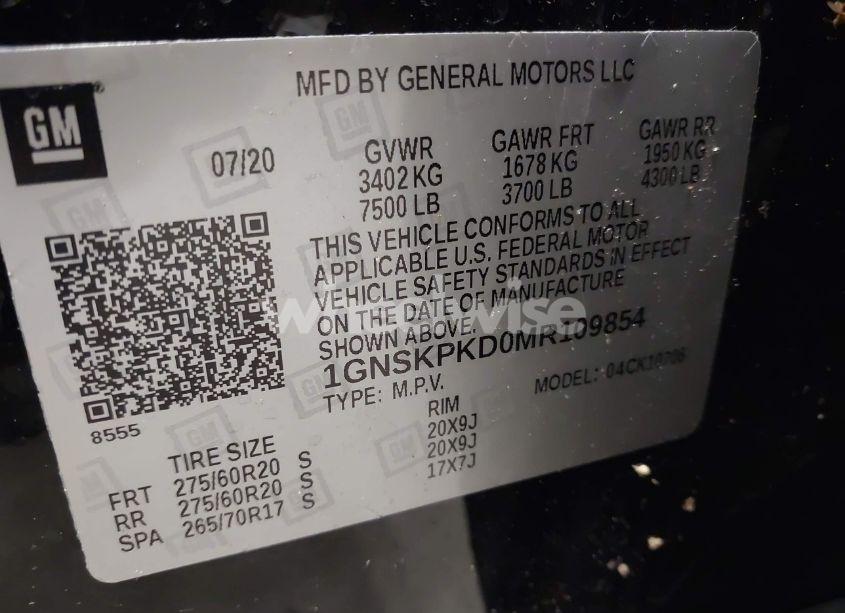 MFD BY GENERAL MOTORS LLC
GM
07/20
GVWR
3402 KG
7500 LB
GAWR FRT
1678 KG
3700 LB
GAWR RR
1950 KG
4300 LB
THIS VEHICLE CONFORMS TO ALL
APPLICABLE U.S. FEDERAL MOTOR
VEHICLE SAFETY STANDARDS IN EFFECT
ON THE DATE OF MANUFACTURE
SHOWN ABOVE.
1GNSKPKD0MR109854
TYPE: M.P.V.
MODEL: 04CK10706
8555
TIRE SIZE
RIM
FRT 275/60R20 S 20X9J
RR 275/60R20 S 20X9J
SPA 265/70R17 S 17X7J